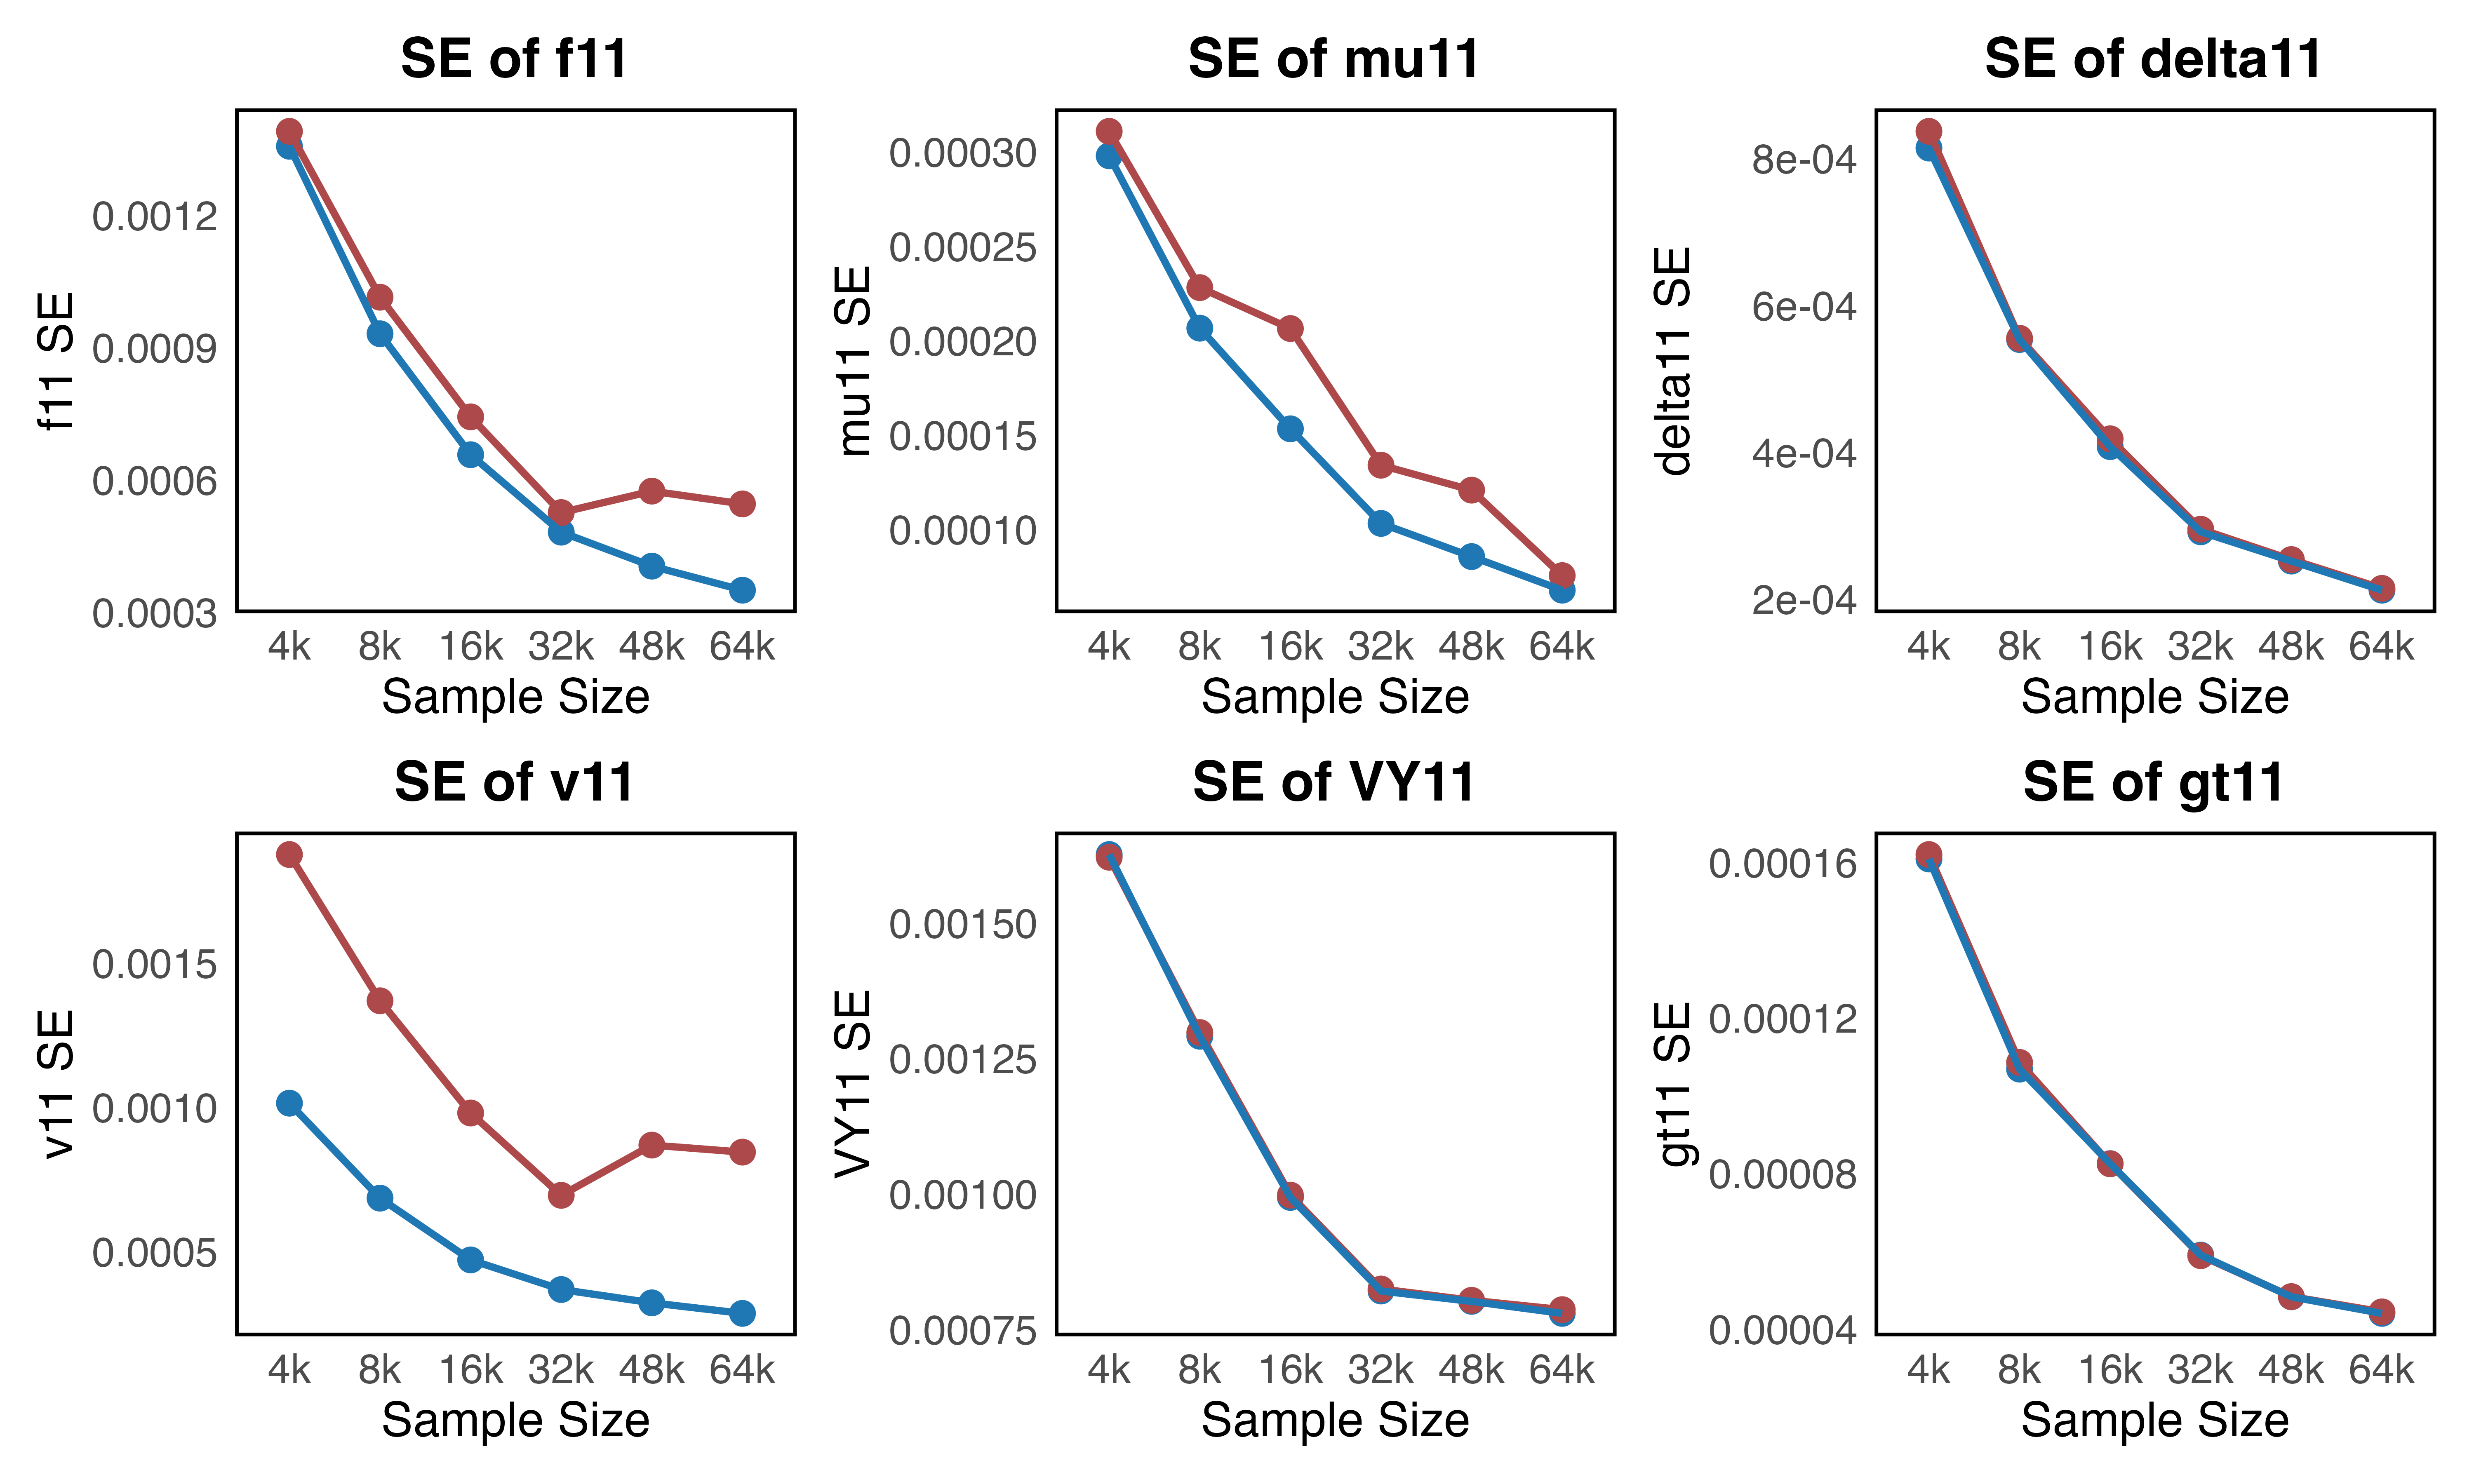 SE of f11
f11 SE
0.0012
0.0009
0.0006
0.0003
4k 8k 16k 32k 48k 64k
Sample Size
SE of mu11
mu11 SE
0.00030
0.00025
0.00020
0.00015
0.00010
4k 8k 16k 32k 48k 64k
Sample Size
SE of delta11
delta11 SE
8e-04
6e-04
4e-04
2e-04
4k 8k 16k 32k 48k 64k
Sample Size
SE of v11
v11 SE
0.0015
0.0010
0.0005
4k 8k 16k 32k 48k 64k
Sample Size
SE of VY11
VY11 SE
0.00150
0.00125
0.00100
0.00075
4k 8k 16k 32k 48k 64k
Sample Size
SE of gt11
gt11 SE
0.00016
0.00012
0.00008
0.00004
4k 8k 16k 32k 48k 64k
Sample Size